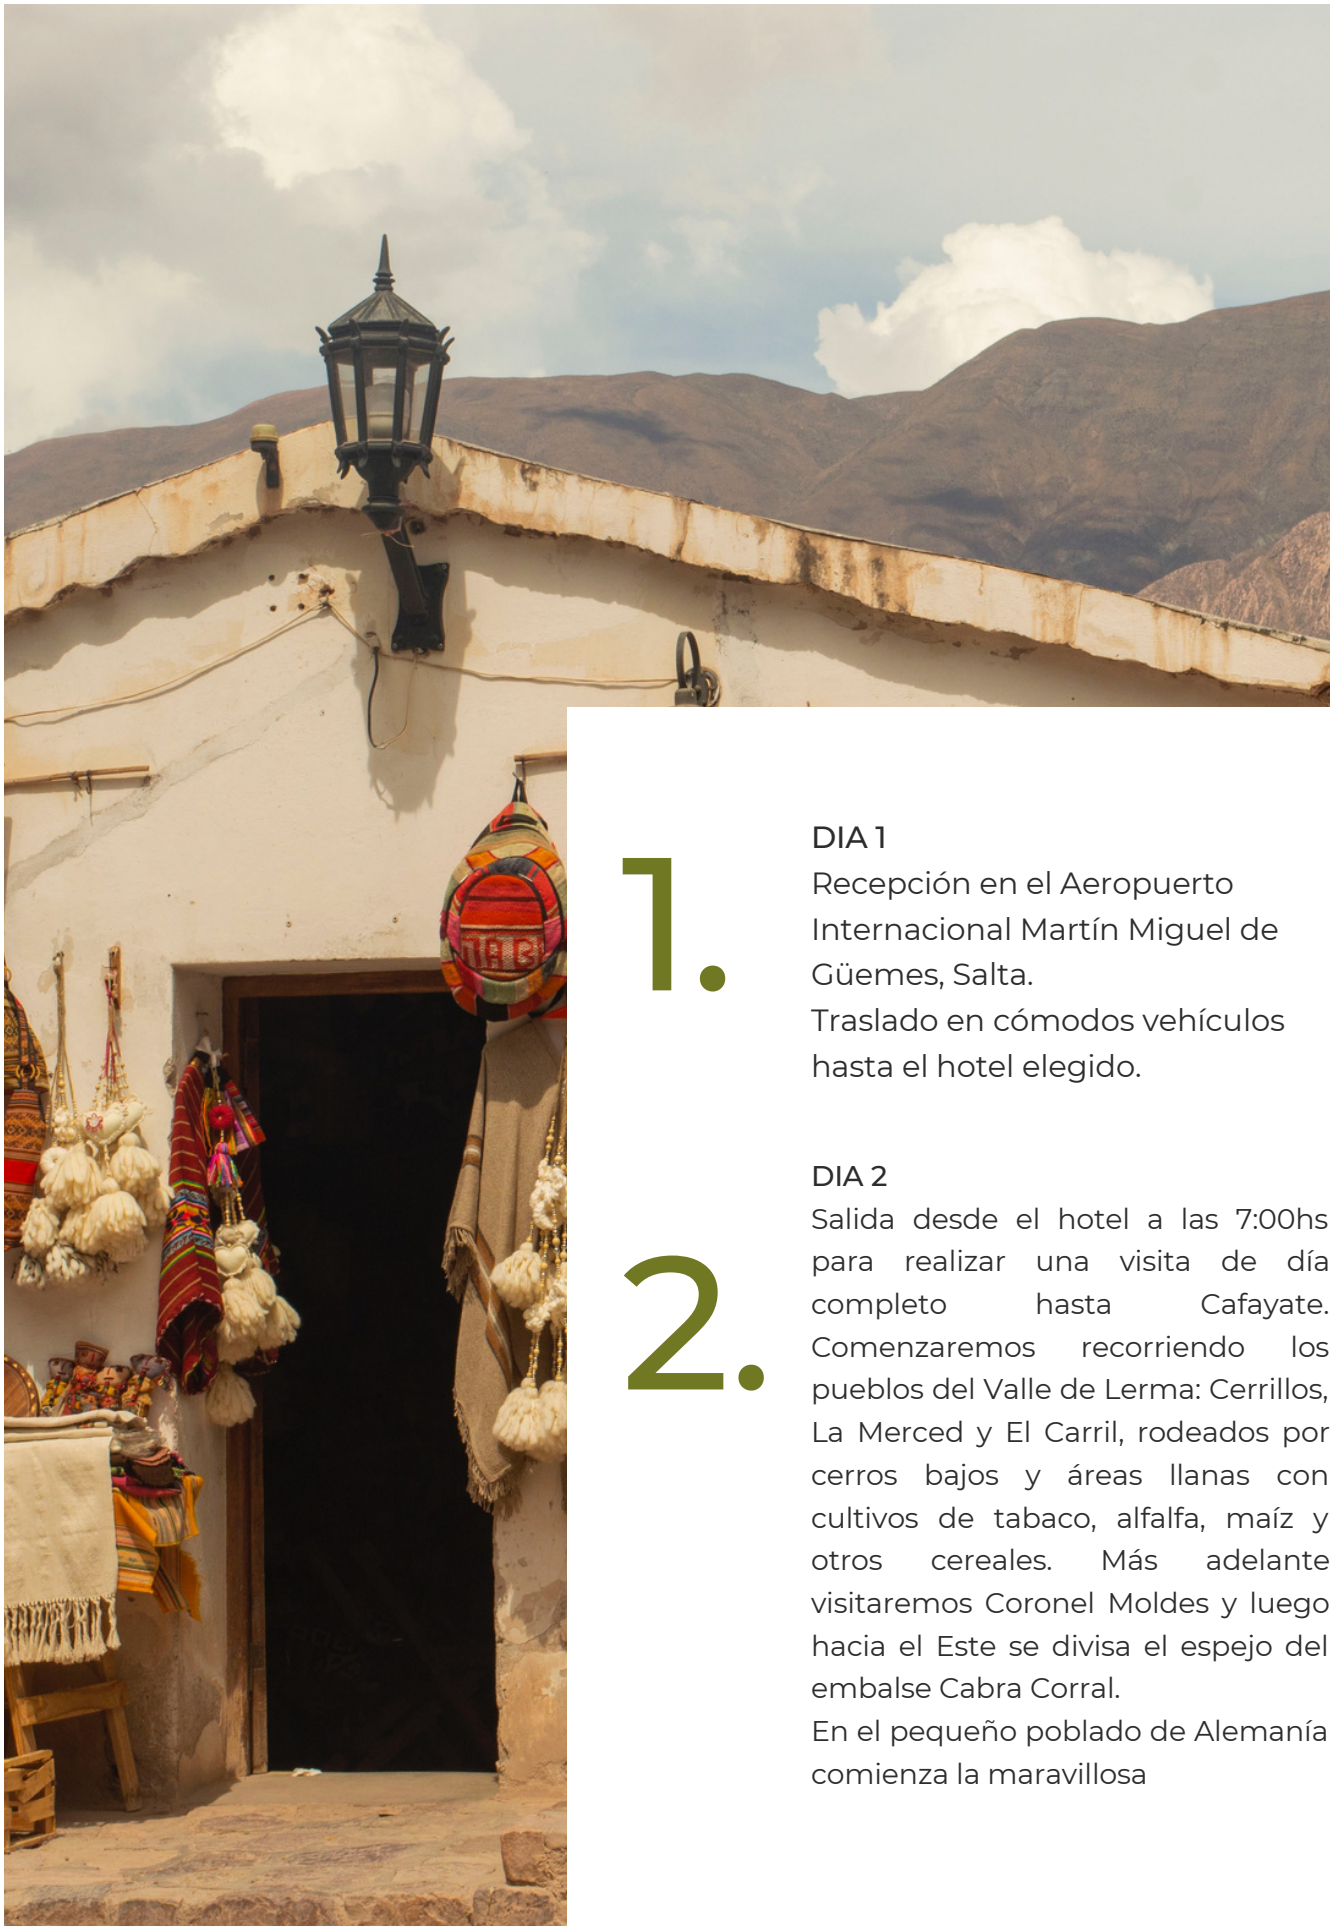 1.
DIA 1
Recepción en el Aeropuerto
Internacional Martín Miguel de
Güemes, Salta.
Traslado en cómodos vehículos
hasta el hotel elegido.
2.
DIA 2
Salida desde el hotel a las 7:00hs
para realizar una visita de día
completo hasta Cafayate.
Comenzaremos recorriendo los
pueblos del Valle de Lerma: Cerrillos,
La Merced y El Carril, rodeados por
cerros bajos y áreas llanas con
cultivos de tabaco, alfalfa, maíz y
otros cereales. Más adelante
visitaremos Coronel Moldes y luego
hacia el Este se divisa el espejo del
embalse Cabra Corral.
En el pequeño poblado de Alemanía
comienza la maravillosa